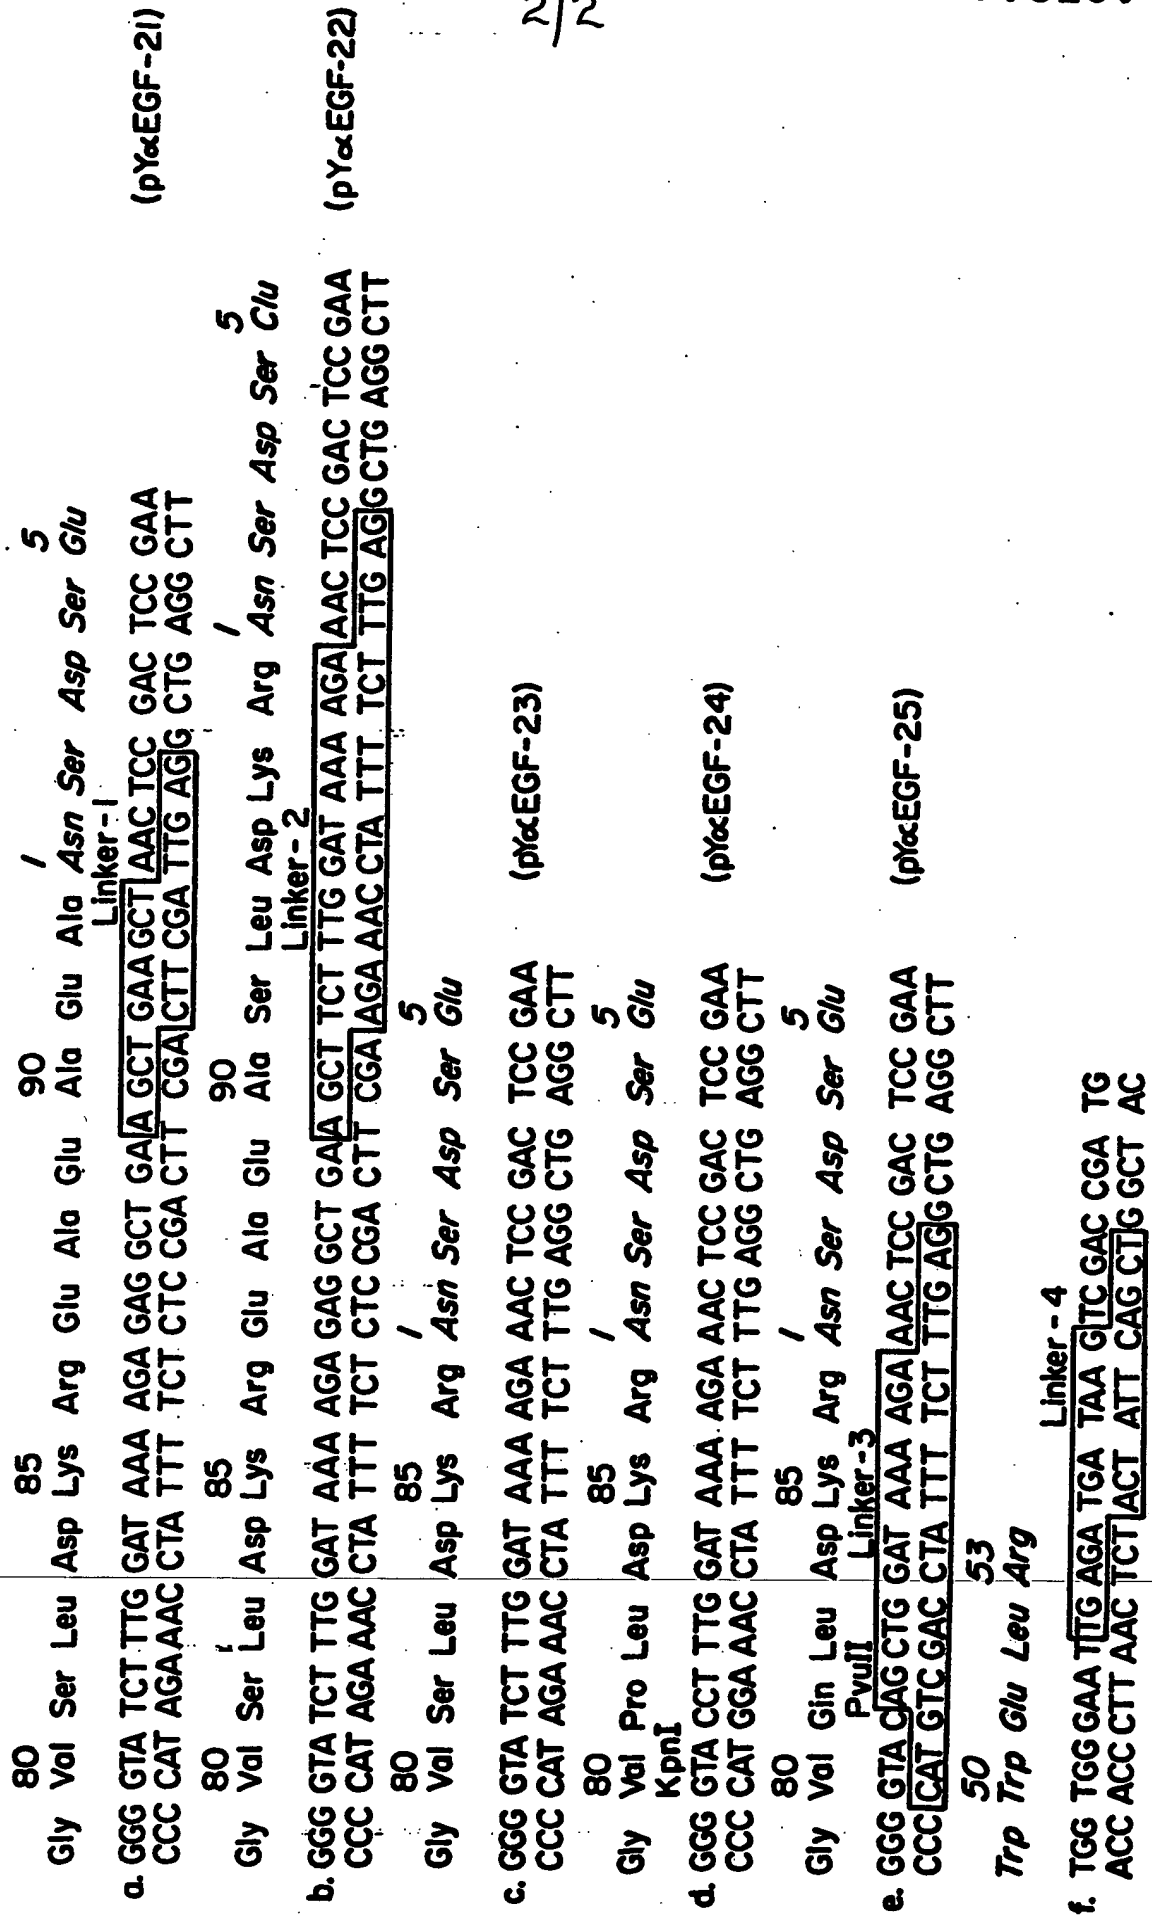 2/2
80 85 90 1 5
Gly Val Ser Leu Asp Lys Arg Glu Ala Glu Ala Glu Ala Asn Ser Asp Ser Glu
Linker-1
a. GGG GTA TCT TTG GAT AAA AGA GAG GCT GAA GCT GAA GCT AAC TCC GAC TCC GAA (pYαEGF-21)
CCC CAT AGA AAC CTA TTT TCT CTC CGA CTT CGA CTT CGA TTG AGG CTG AGG CTT
80 85 90 1 5
Gly Val Ser Leu Asp Lys Arg Glu Ala Glu Ala Ser Leu Asp Lys Arg Asn Ser Asp Ser Clu
Linker-2
b. GGG GTA TCT TTG GAT AAA AGA GAG GCT GAA GCT TCT TTG GAT AAA AGA AAC TCC GAC TCC GAA (pYαEGF-22)
CCC CAT AGA AAC CTA TTT TCT CTC CGA CTT CGA AGA AAC CTA TTT TCT TTG AGG CTG AGG CTT
80 85 1 5
Gly Val Ser Leu Asp Lys Arg Asn Ser Asp Ser Glu
c. GGG GTA TCT TTG GAT AAA AGA AAC TCC GAC TCC GAA (pYαEGF-23)
CCC CAT AGA AAC CTA TTT TCT TTG AGG CTG AGG CTT
80 85 1 5
Gly Val Pro Leu Asp Lys Arg Asn Ser Asp Ser Glu
KpnI
d. GGG GTA CCT TTG GAT AAA AGA AAC TCC GAC TCC GAA (pYαEGF-24)
CCC CAT GGA AAC CTA TTT TCT TTG AGG CTG AGG CTT
80 85 1 5
Gly Val Gin Leu Asp Lys Arg Asn Ser Asp Ser Glu
PvuII Linker-3
e. GGG GTA CAG CTG GAT AAA AGA AAC TCC GAC TCC GAA (pYαEGF-25)
CCC CAT GTC GAC CTA TTT TCT TTG AGG CTG AGG CTT
50 53
Trp Trp Glu Leu Arg
Linker-4
f. TGG TGG GAA TTG AGA TGA TAA GTC GAC CGA TG
ACC ACC CTT AAC TCT ACT ATT CAG CTG GCT AC